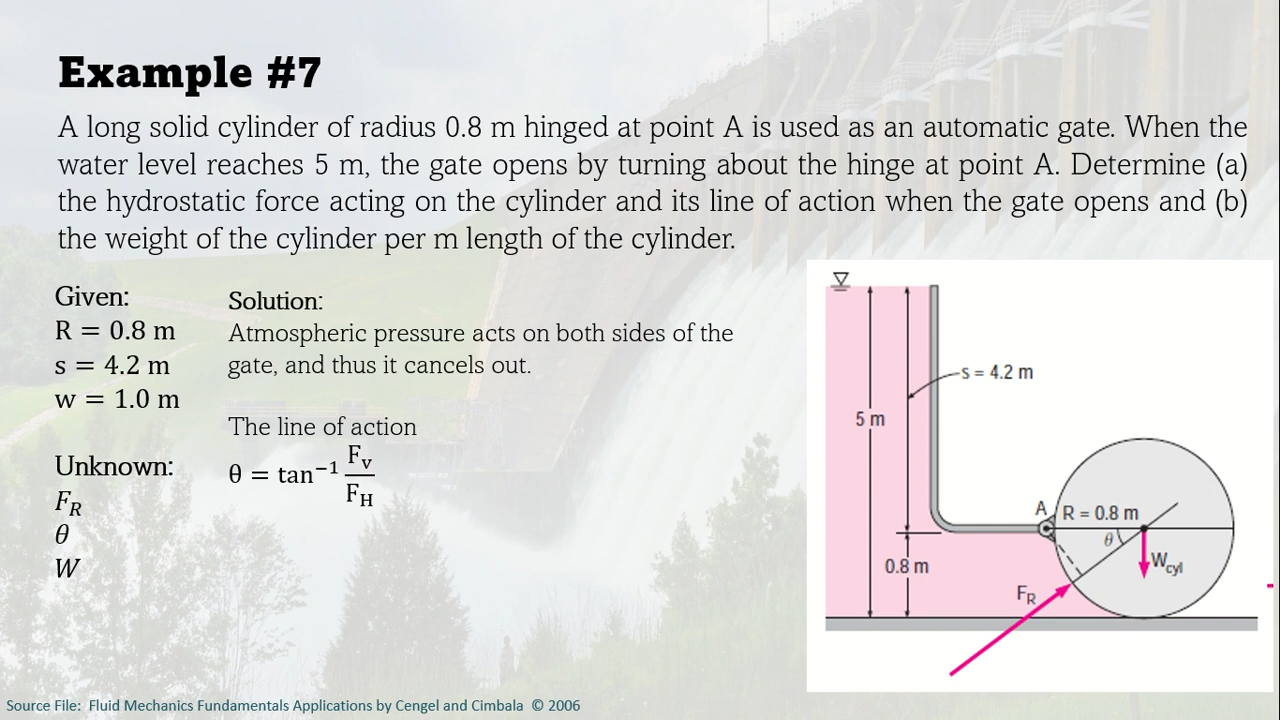 Example #7
A long solid cylinder of radius 0.8 m hinged at point A is used as an automatic gate. When the
water level reaches 5 m, the gate opens by turning about the hinge at point A. Determine (a)
the hydrostatic force acting on the cylinder and its line of action when the gate opens and (b)
the weight of the cylinder per m length of the cylinder.
Given:
R = 0.8 m
s = 4.2 m
w = 1.0 m
Unknown:
F_R
θ
W
Solution:
Atmospheric pressure acts on both sides of the
gate, and thus it cancels out.
The line of action
θ = tan⁻¹ F_v / F_H
s = 4.2 m
5 m
A
R = 0.8 m
θ
0.8 m
W_cyl
F_R
Source File: Fluid Mechanics Fundamentals Applications by Cengel and Cimbala © 2006